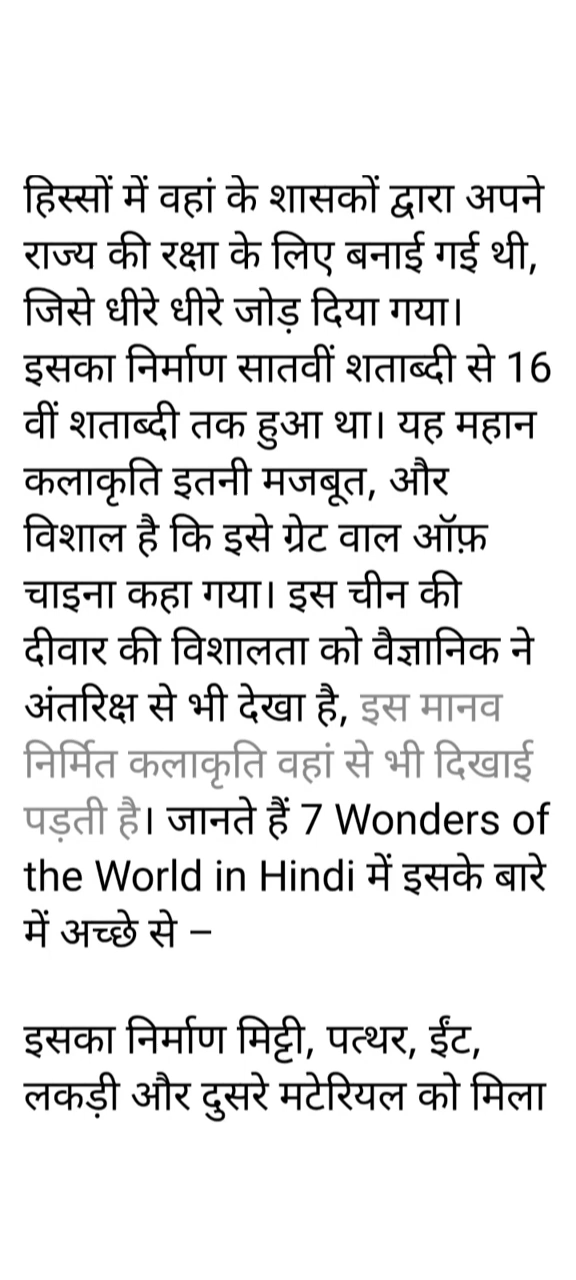 हिस्सों में वहां के शासकों द्वारा अपने
राज्य की रक्षा के लिए बनाई गई थी,
जिसे धीरे धीरे जोड़ दिया गया।
इसका निर्माण सातवीं शताब्दी से 16
वीं शताब्दी तक हुआ था। यह महान
कलाकृति इतनी मजबूत, और
विशाल है कि इसे ग्रेट वाल ऑफ़
चाइना कहा गया। इस चीन की
दीवार की विशालता को वैज्ञानिक ने
अंतरिक्ष से भी देखा है, इस मानव
निर्मित कलाकृति वहां से भी दिखाई
पड़ती है। जानते हैं 7 Wonders of
the World in Hindi में इसके बारे
में अच्छे से –
इसका निर्माण मिट्टी, पत्थर, ईंट,
लकड़ी और दुसरे मटेरियल को मिला